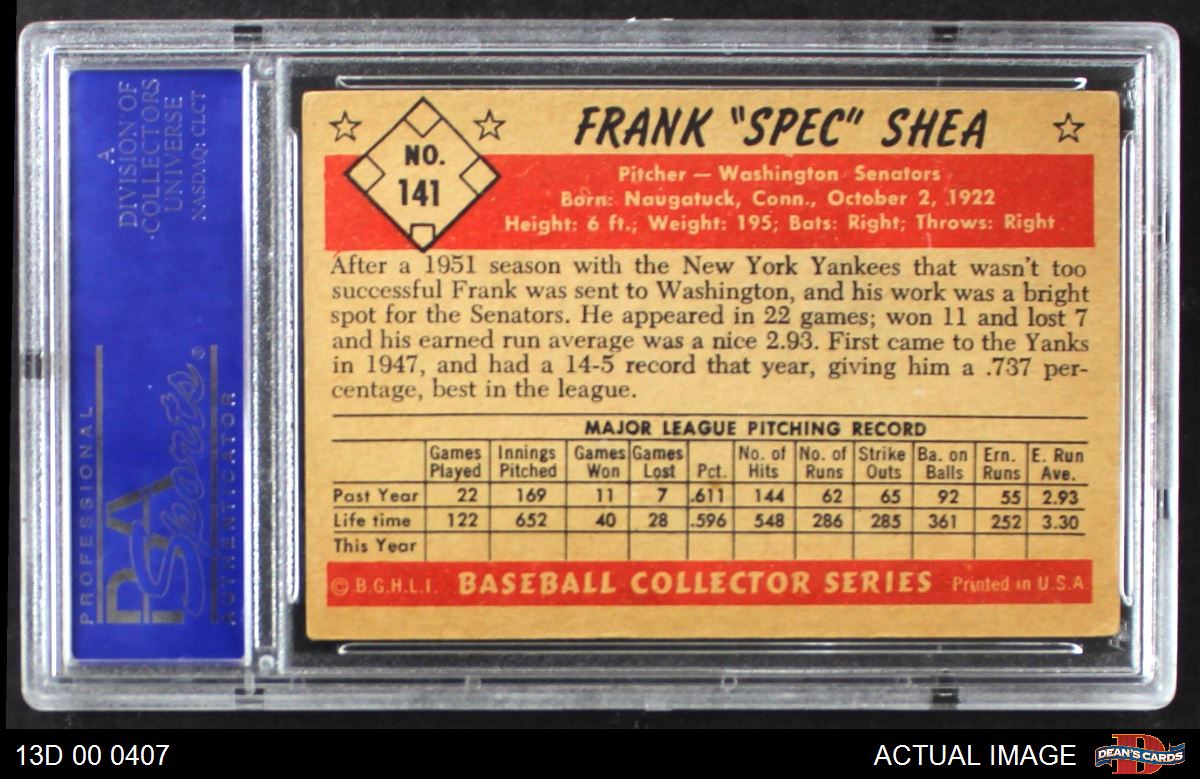 A
DIVISION OF
COLLECTORS
UNIVERSE
NASDAQ: CLCT
PROFESSIONAL
PSA
Sports®
AUTHENTICATOR
NO.
141
FRANK "SPEC" SHEA
Pitcher — Washington Senators
Born: Naugatuck, Conn., October 2, 1922
Height: 6 ft.; Weight: 195; Bats: Right; Throws: Right
After a 1951 season with the New York Yankees that wasn't too
successful Frank was sent to Washington, and his work was a bright
spot for the Senators. He appeared in 22 games; won 11 and lost 7
and his earned run average was a nice 2.93. First came to the Yanks
in 1947, and had a 14-5 record that year, giving him a .737 per-
centage, best in the league.
MAJOR LEAGUE PITCHING RECORD
Games Innings Games Games No. of No. of Strike Ba. on Ern. E. Run
Played Pitched Won Lost Pct. Hits Runs Outs Balls Runs Ave.
Past Year 22 169 11 7 .611 144 62 65 92 55 2.93
Life time 122 652 40 28 .596 548 286 285 361 252 3.30
This Year
© B.G.H.L.I. BASEBALL COLLECTOR SERIES Printed in U.S.A
13D 00 0407
ACTUAL IMAGE
D
DEAN'S CARDS